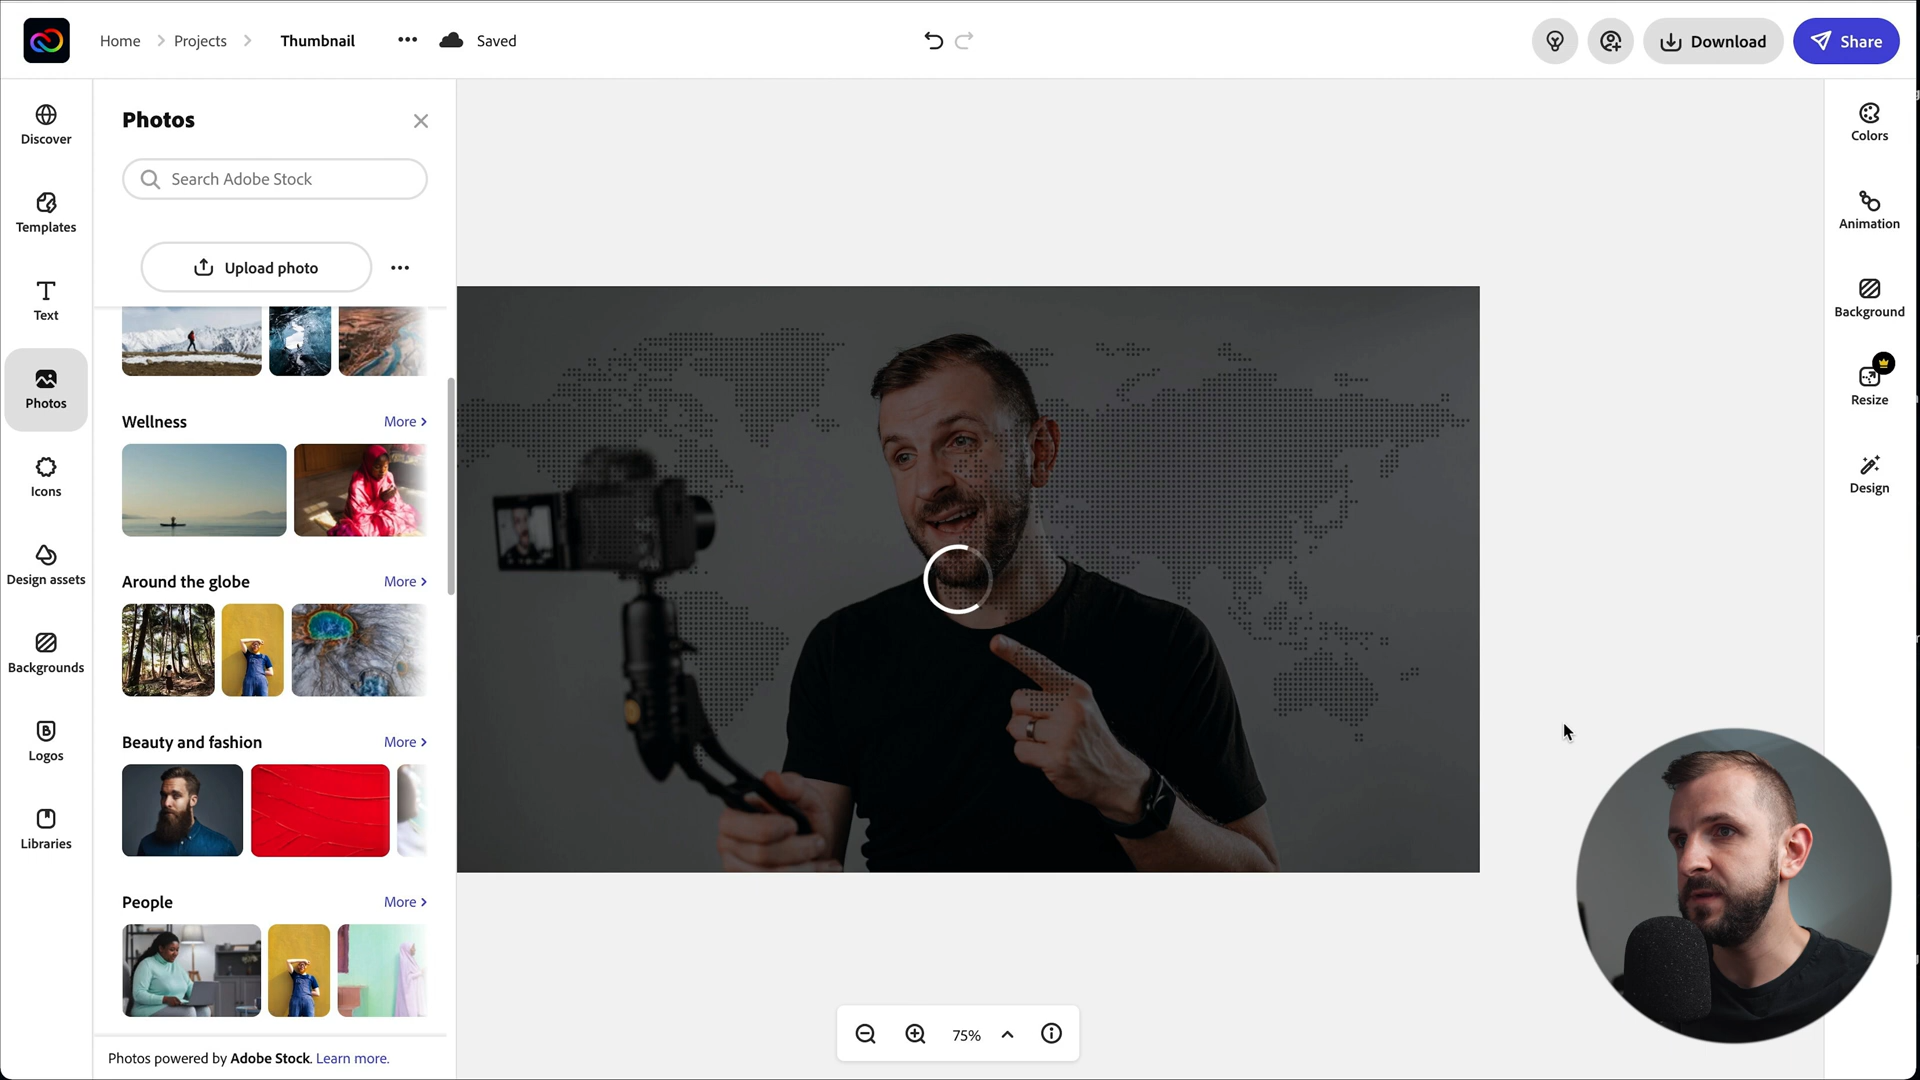 Home
Projects
Thumbnail
Saved
Download
Share
Discover
Templates
Text
Photos
Icons
Design assets
Backgrounds
Logos
Libraries
Photos
Search Adobe Stock
Upload photo
Wellness
More
Around the globe
More
Beauty and fashion
More
People
More
Photos powered by Adobe Stock. Learn more.
75%
Colors
Animation
Background
Resize
Design